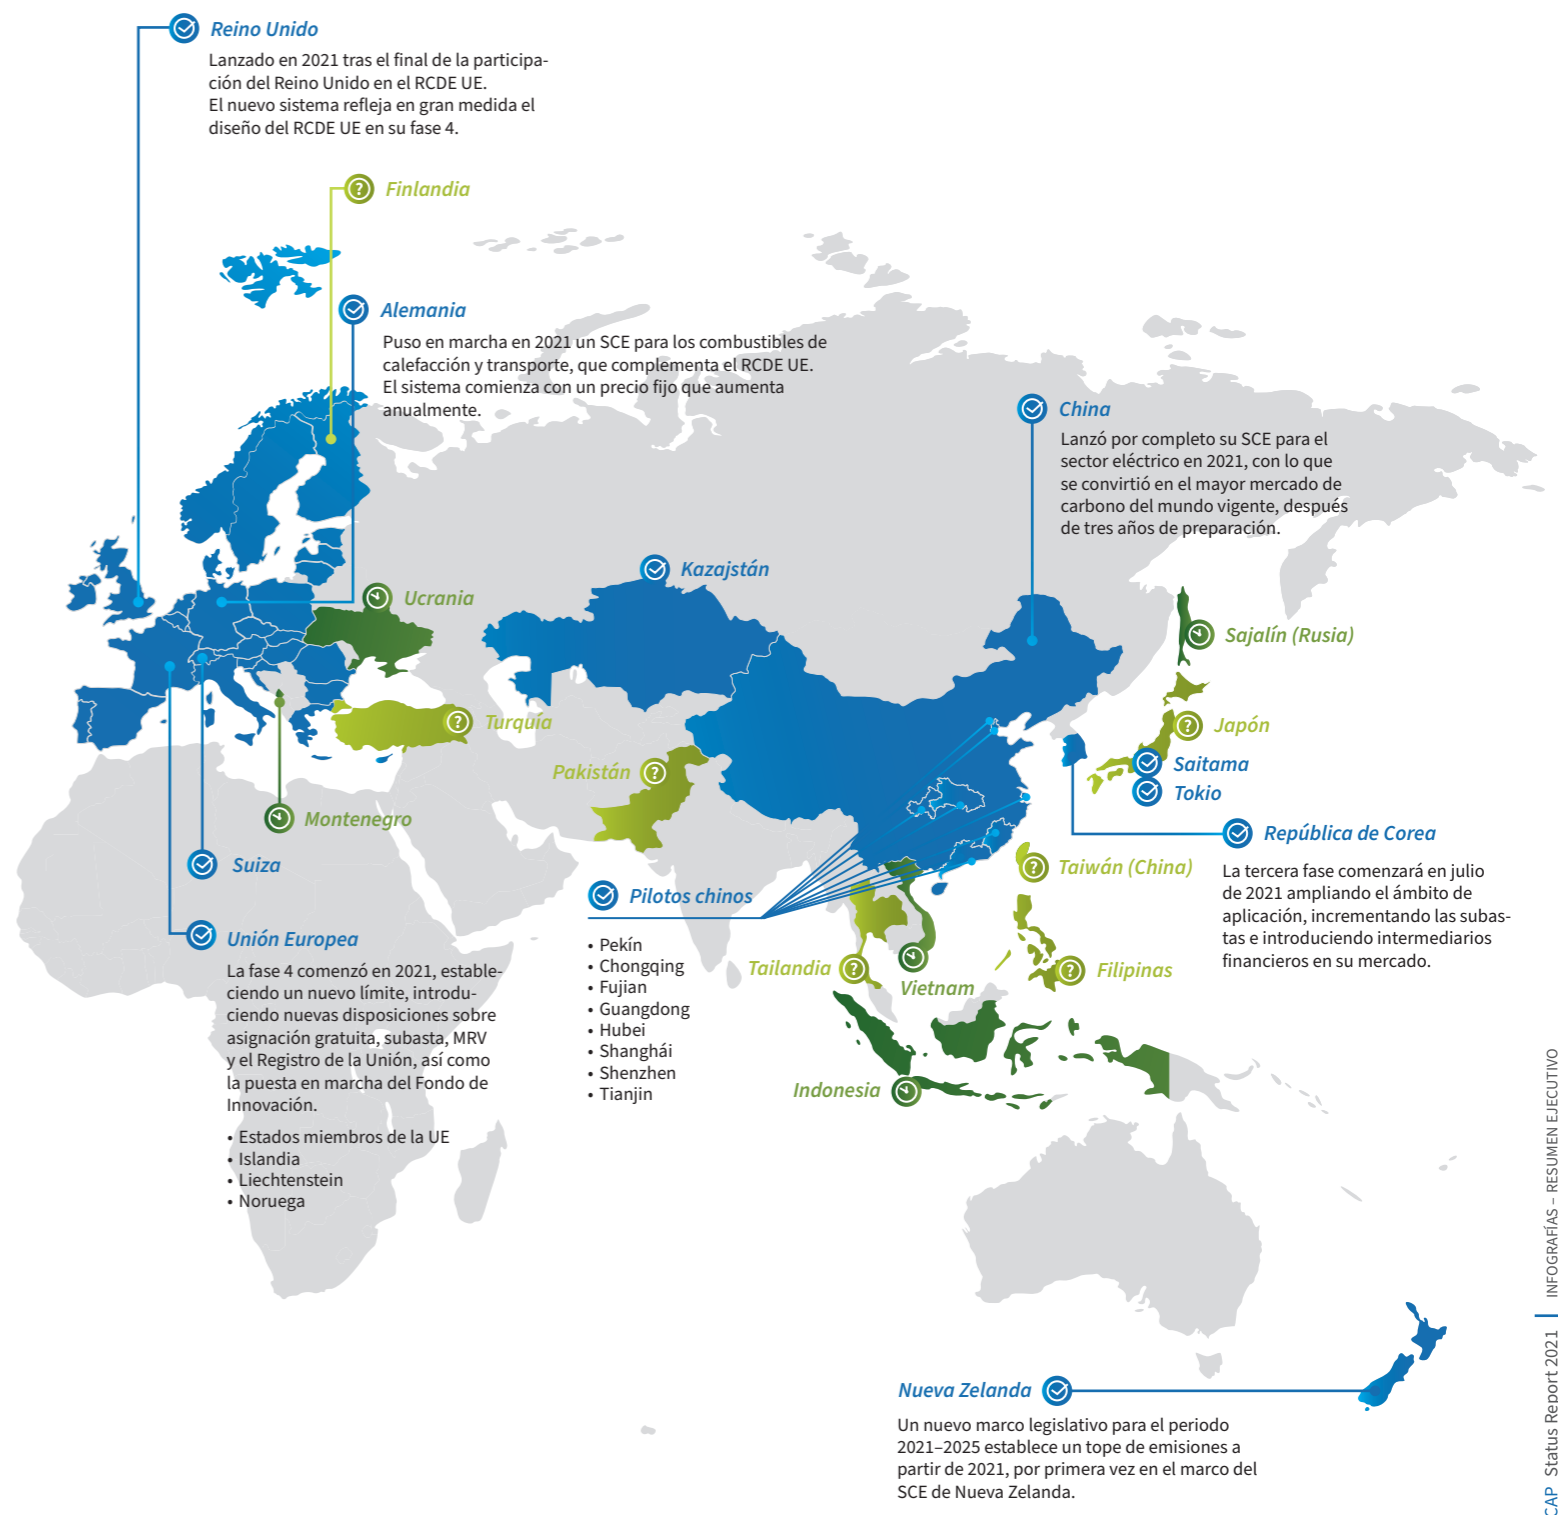 Reino Unido
Lanzado en 2021 tras el final de la participa-
ción del Reino Unido en el RCDE UE.
El nuevo sistema refleja en gran medida el
diseño del RCDE UE en su fase 4.
Finlandia
Alemania
Puso en marcha en 2021 un SCE para los combustibles de
calefacción y transporte, que complementa el RCDE UE.
El sistema comienza con un precio fijo que aumenta
anualmente.
China
Lanzó por completo su SCE para el
sector eléctrico en 2021, con lo que
se convirtió en el mayor mercado de
carbono del mundo vigente, después
de tres años de preparación.
Kazajstán
Ucrania
Sajalín (Rusia)
Turquía
Japón
Pakistán
Saitama
Tokio
Montenegro
República de Corea
La tercera fase comenzará en julio
de 2021 ampliando el ámbito de
aplicación, incrementando las subas-
tas e introduciendo intermediarios
financieros en su mercado.
Suiza
Taiwán (China)
Pilotos chinos
• Pekín
• Chongqing
• Fujian
• Guangdong
• Hubei
• Shanghái
• Shenzhen
• Tianjin
Unión Europea
La fase 4 comenzó en 2021, estable-
ciendo un nuevo límite, introdu-
ciendo nuevas disposiciones sobre
asignación gratuita, subasta, MRV
y el Registro de la Unión, así como
la puesta en marcha del Fondo de
Innovación.
• Estados miembros de la UE
• Islandia
• Liechtenstein
• Noruega
Tailandia
Vietnam
Filipinas
Indonesia
Nueva Zelanda
Un nuevo marco legislativo para el periodo
2021–2025 establece un tope de emisiones a
partir de 2021, por primera vez en el marco del
SCE de Nueva Zelanda.
CAP Status Report 2021 | INFOGRAFÍAS – RESUMEN EJECUTIVO